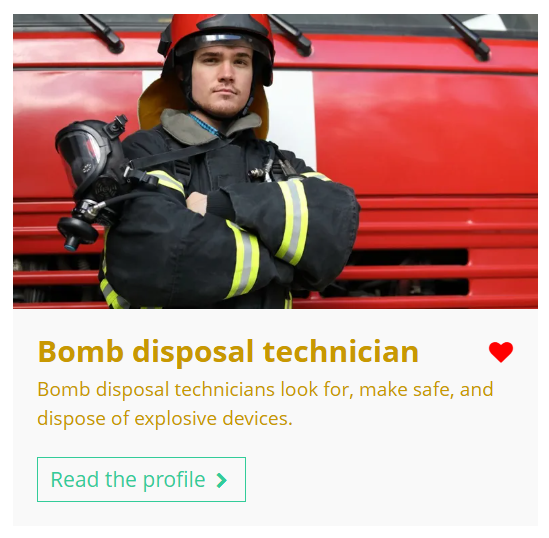 Bomb disposal technician
Bomb disposal technicians look for, make safe, and
dispose of explosive devices.
Read the profile